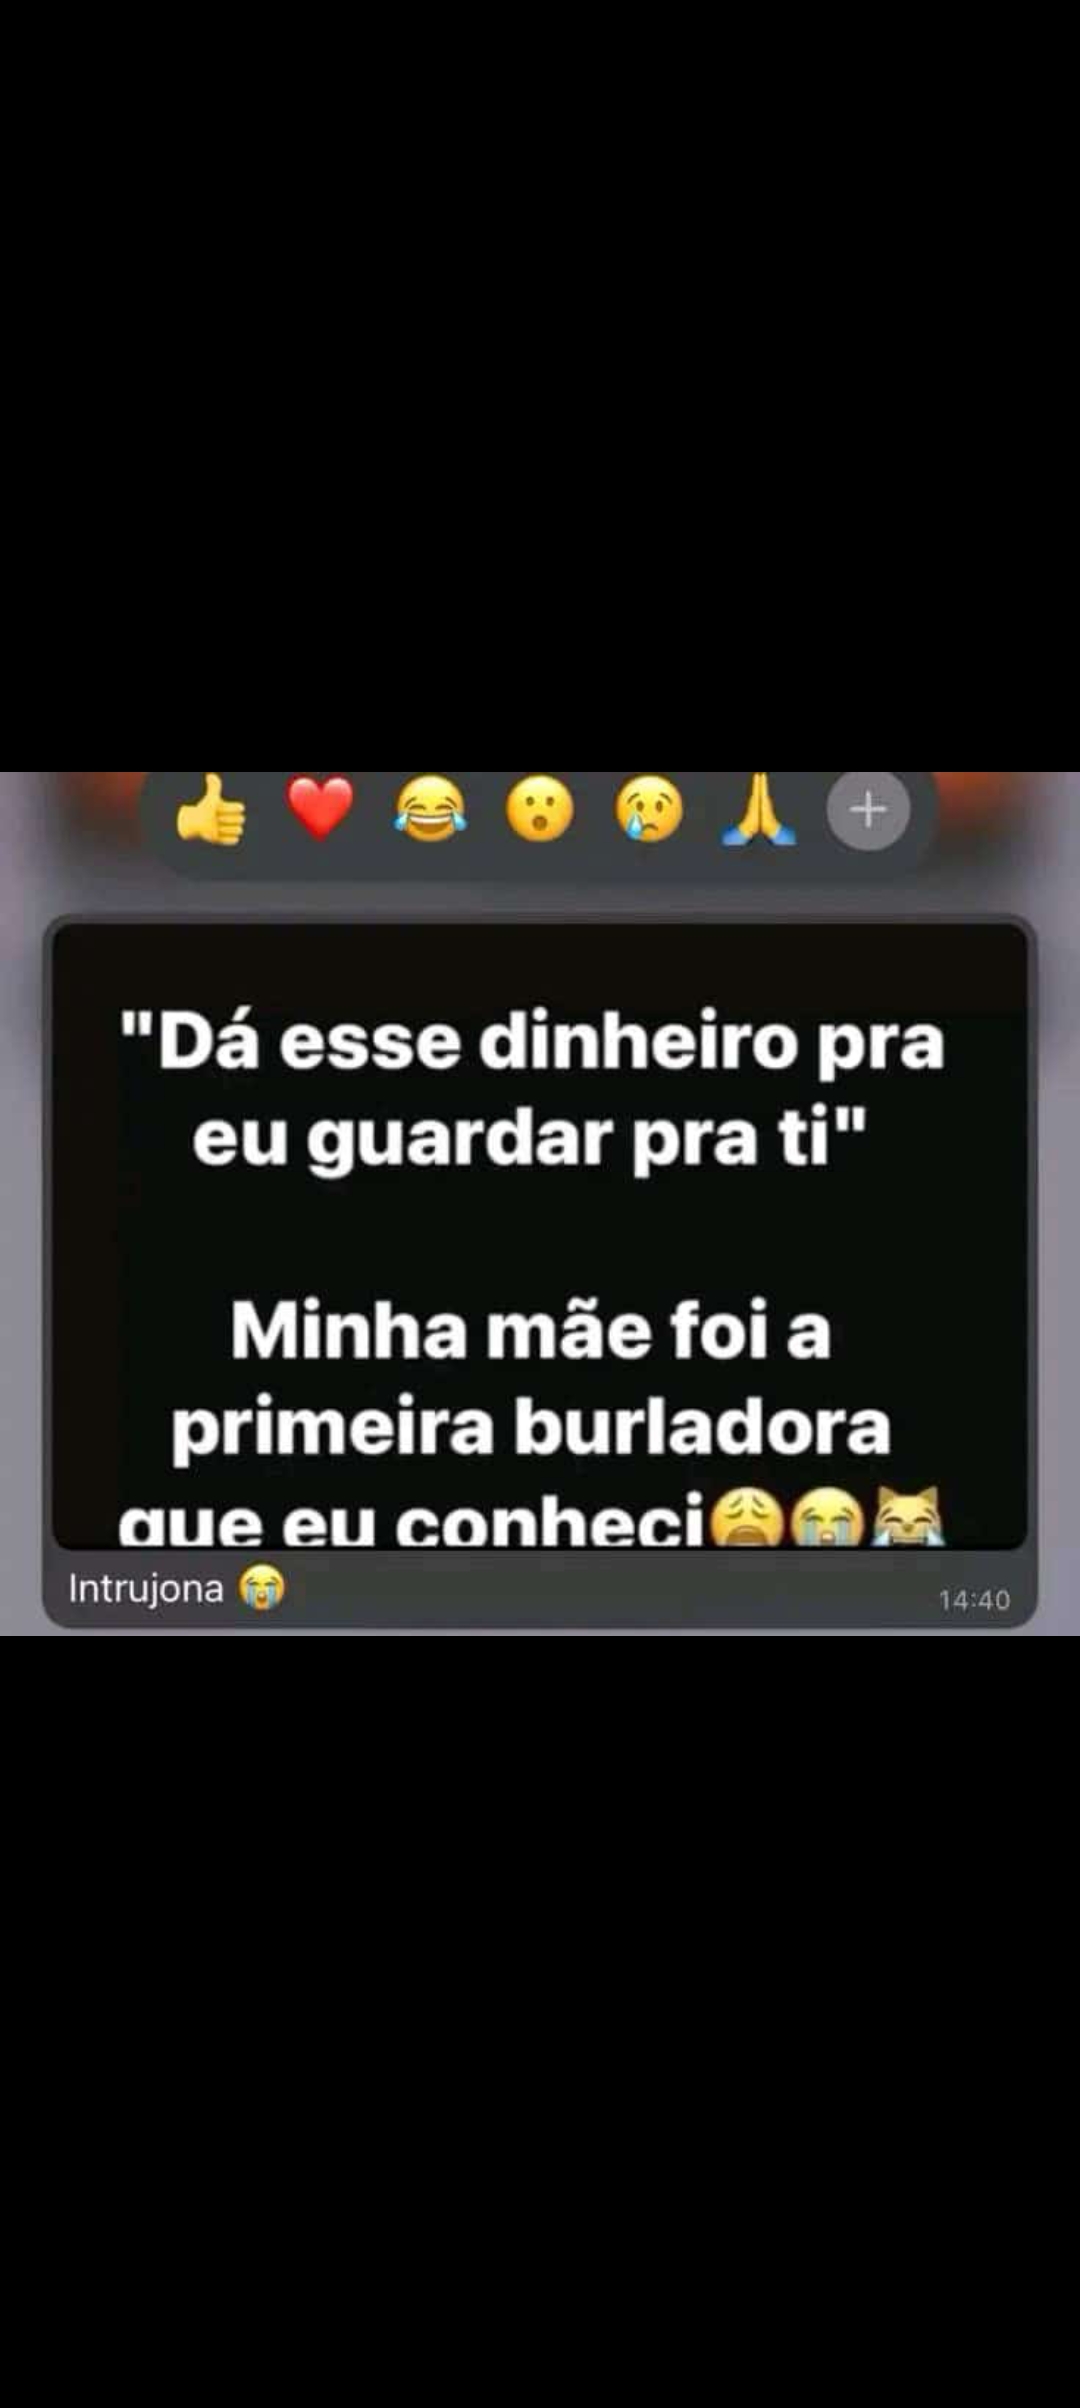 "Dá esse dinheiro pra
eu guardar pra ti"
Minha mãe foi a
primeira burladora
que eu conheci😩😭😹
Intrujona 😭
14:40